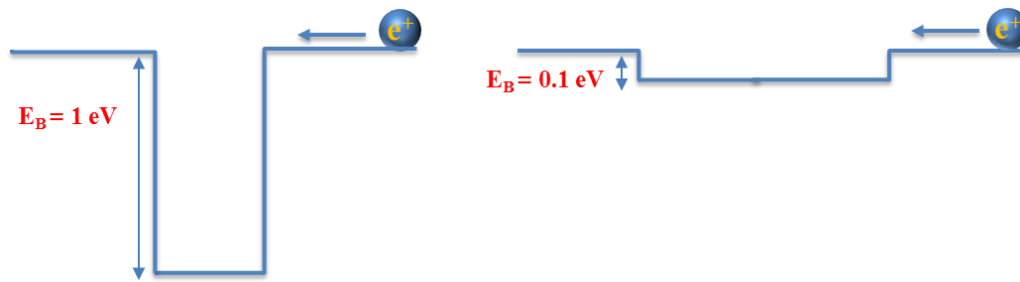 e⁺
E_B = 1 eV
e⁺
E_B = 0.1 eV